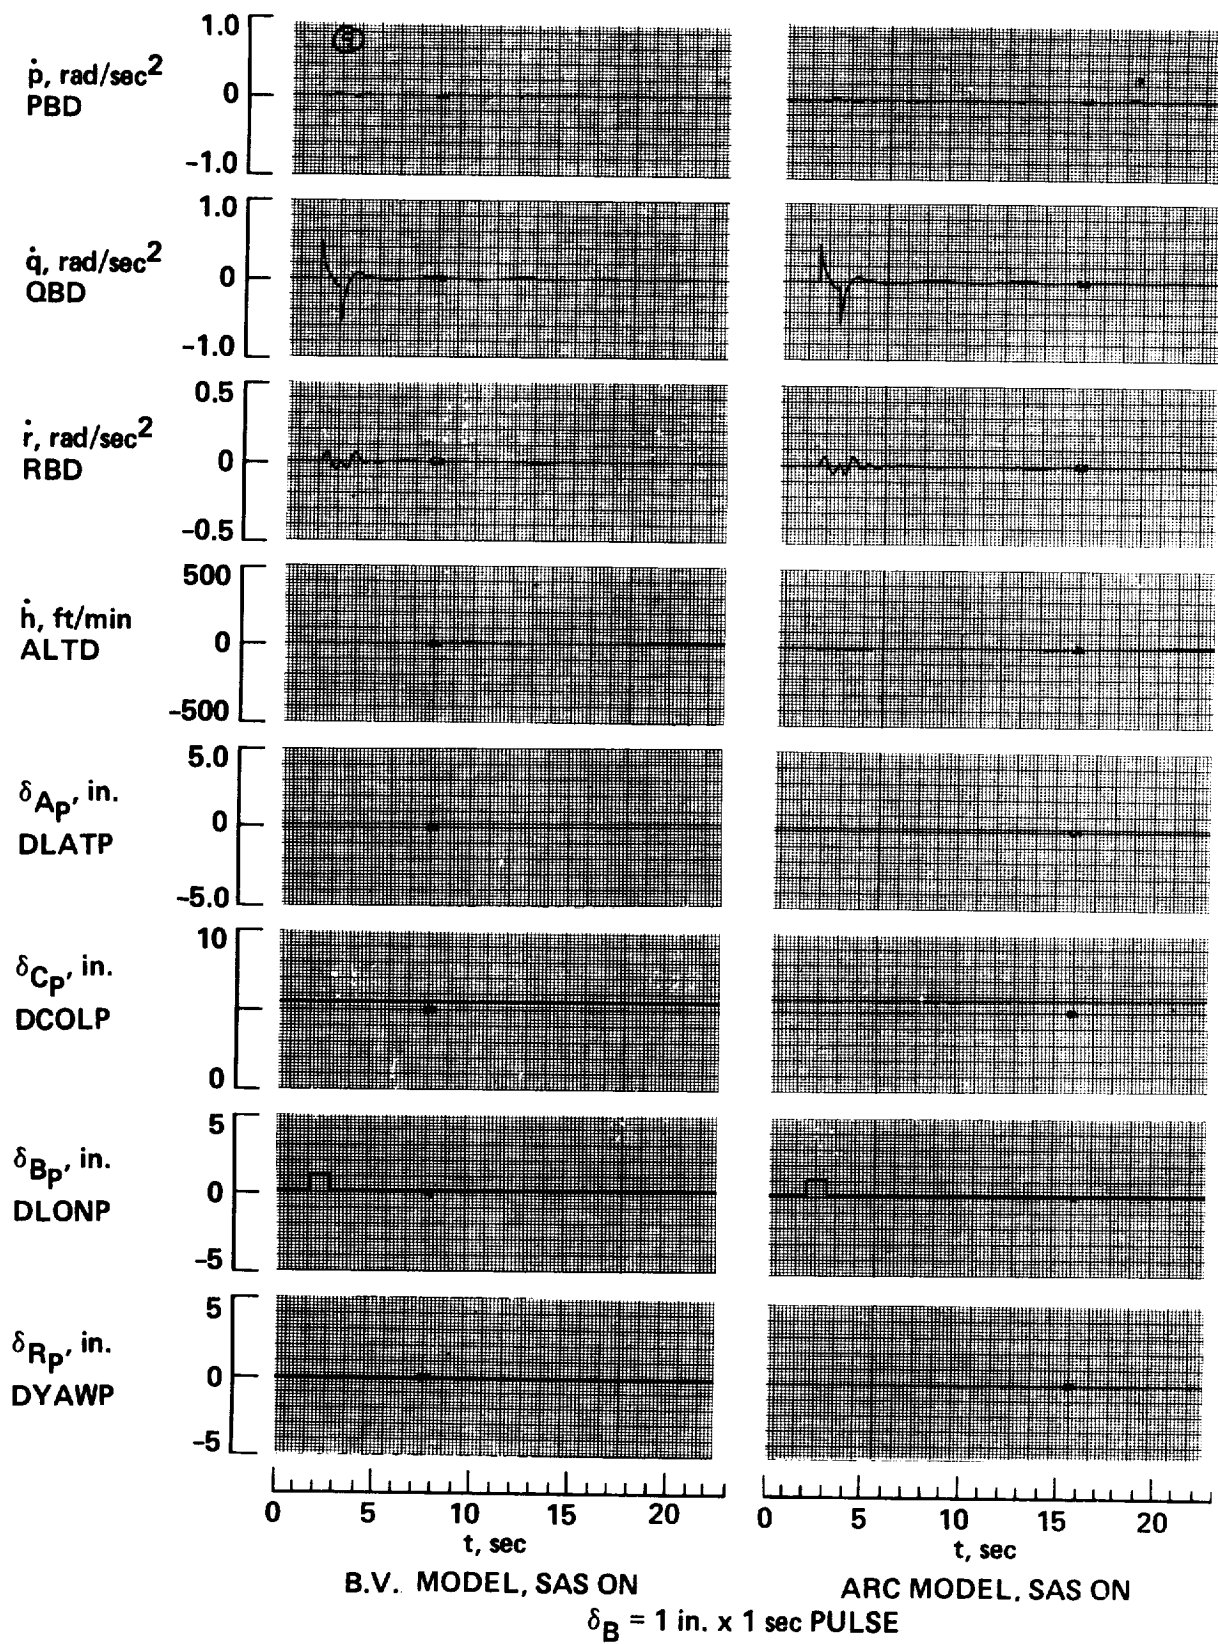 1.0
ṗ, rad/sec2
PBD
0
-1.0
1.0
q̇, rad/sec2
QBD
0
-1.0
0.5
ṙ, rad/sec2
RBD
0
-0.5
500
ḣ, ft/min
ALTD
0
-500
5.0
δAp, in.
DLATP
0
-5.0
10
δCp, in.
DCOLP
0
5
δBp, in.
DLONP
0
-5
5
δRp, in.
DYAWP
0
-5
0 5 10 15 20
t, sec
B.V. MODEL, SAS ON
0 5 10 15 20
t, sec
ARC MODEL, SAS ON
δB = 1 in. x 1 sec PULSE